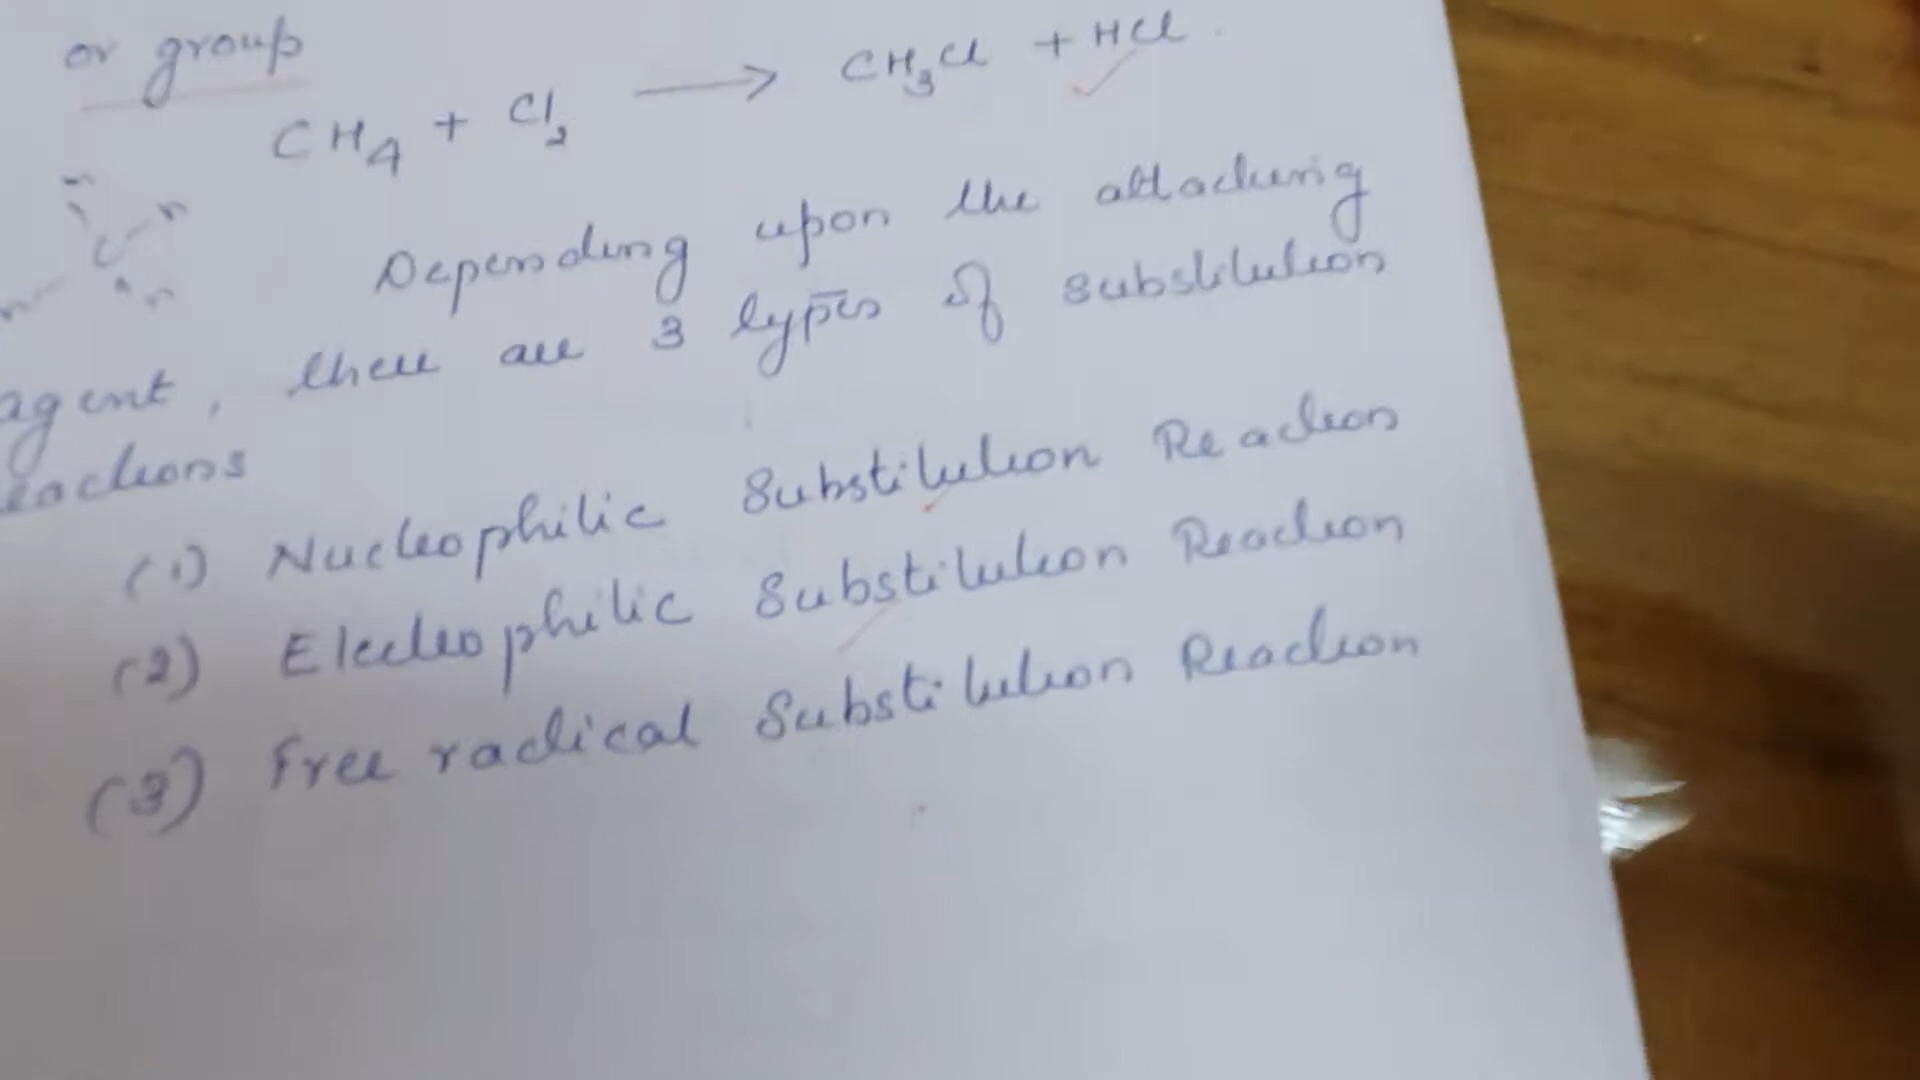 or group
CH4 + Cl2 → CH3Cl + HCl
Depending upon the attacking
agent, there are 3 types of substitution
eactions
(1) Nucleophilic Substitution Reaction
(2) Electrophilic Substitution Reaction
(3) Free radical Substitution Reaction